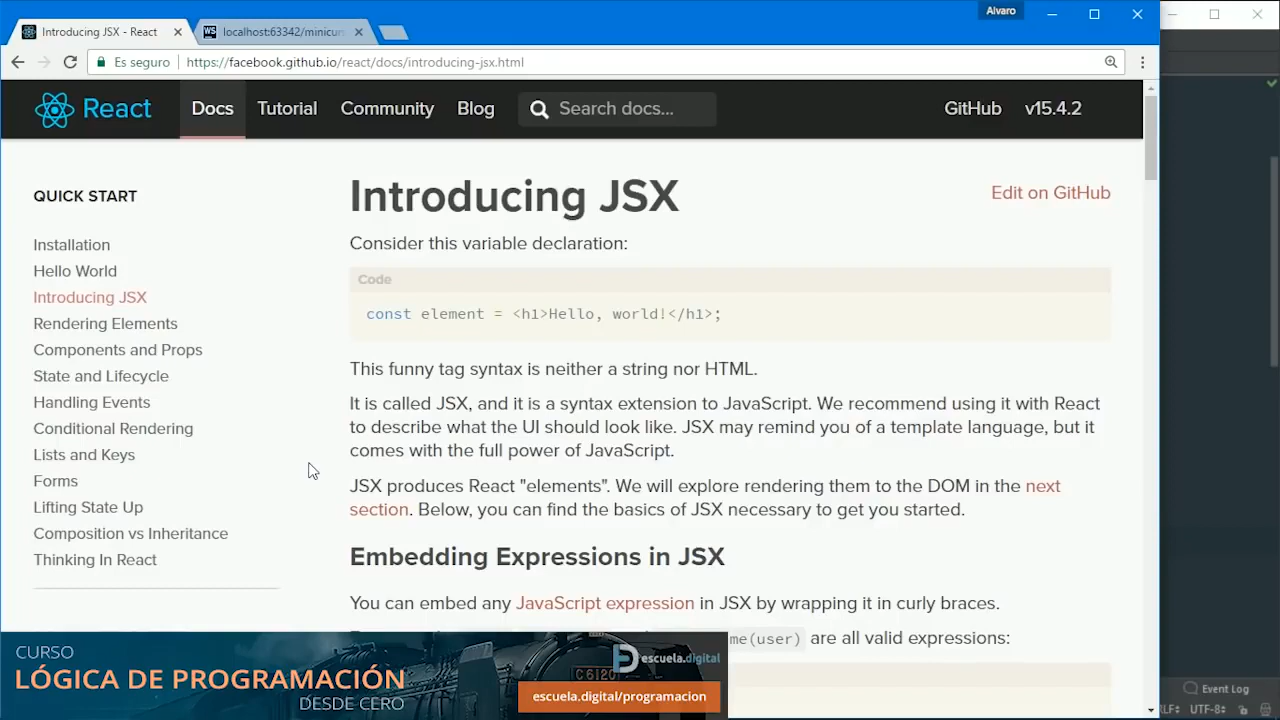 Alvaro
Introducing JSX - React
WS localhost:63342/minicur
Es seguro https://facebook.github.io/react/docs/introducing-jsx.html
React Docs Tutorial Community Blog Search docs... GitHub v15.4.2
QUICK START
Installation
Hello World
Introducing JSX
Rendering Elements
Components and Props
State and Lifecycle
Handling Events
Conditional Rendering
Lists and Keys
Forms
Lifting State Up
Composition vs Inheritance
Thinking In React
Introducing JSX
Edit on GitHub
Consider this variable declaration:
Code
const element = <h1>Hello, world!</h1>;
This funny tag syntax is neither a string nor HTML.
It is called JSX, and it is a syntax extension to JavaScript. We recommend using it with React
to describe what the UI should look like. JSX may remind you of a template language, but it
comes with the full power of JavaScript.
JSX produces React "elements". We will explore rendering them to the DOM in the next
section. Below, you can find the basics of JSX necessary to get you started.
Embedding Expressions in JSX
You can embed any JavaScript expression in JSX by wrapping it in curly braces.
me(user) are all valid expressions:
CURSO
LÓGICA DE PROGRAMACIÓN
DESDE CERO
C6120
escuela.digital
escuela.digital/programacion
Event Log
LF UTF-8